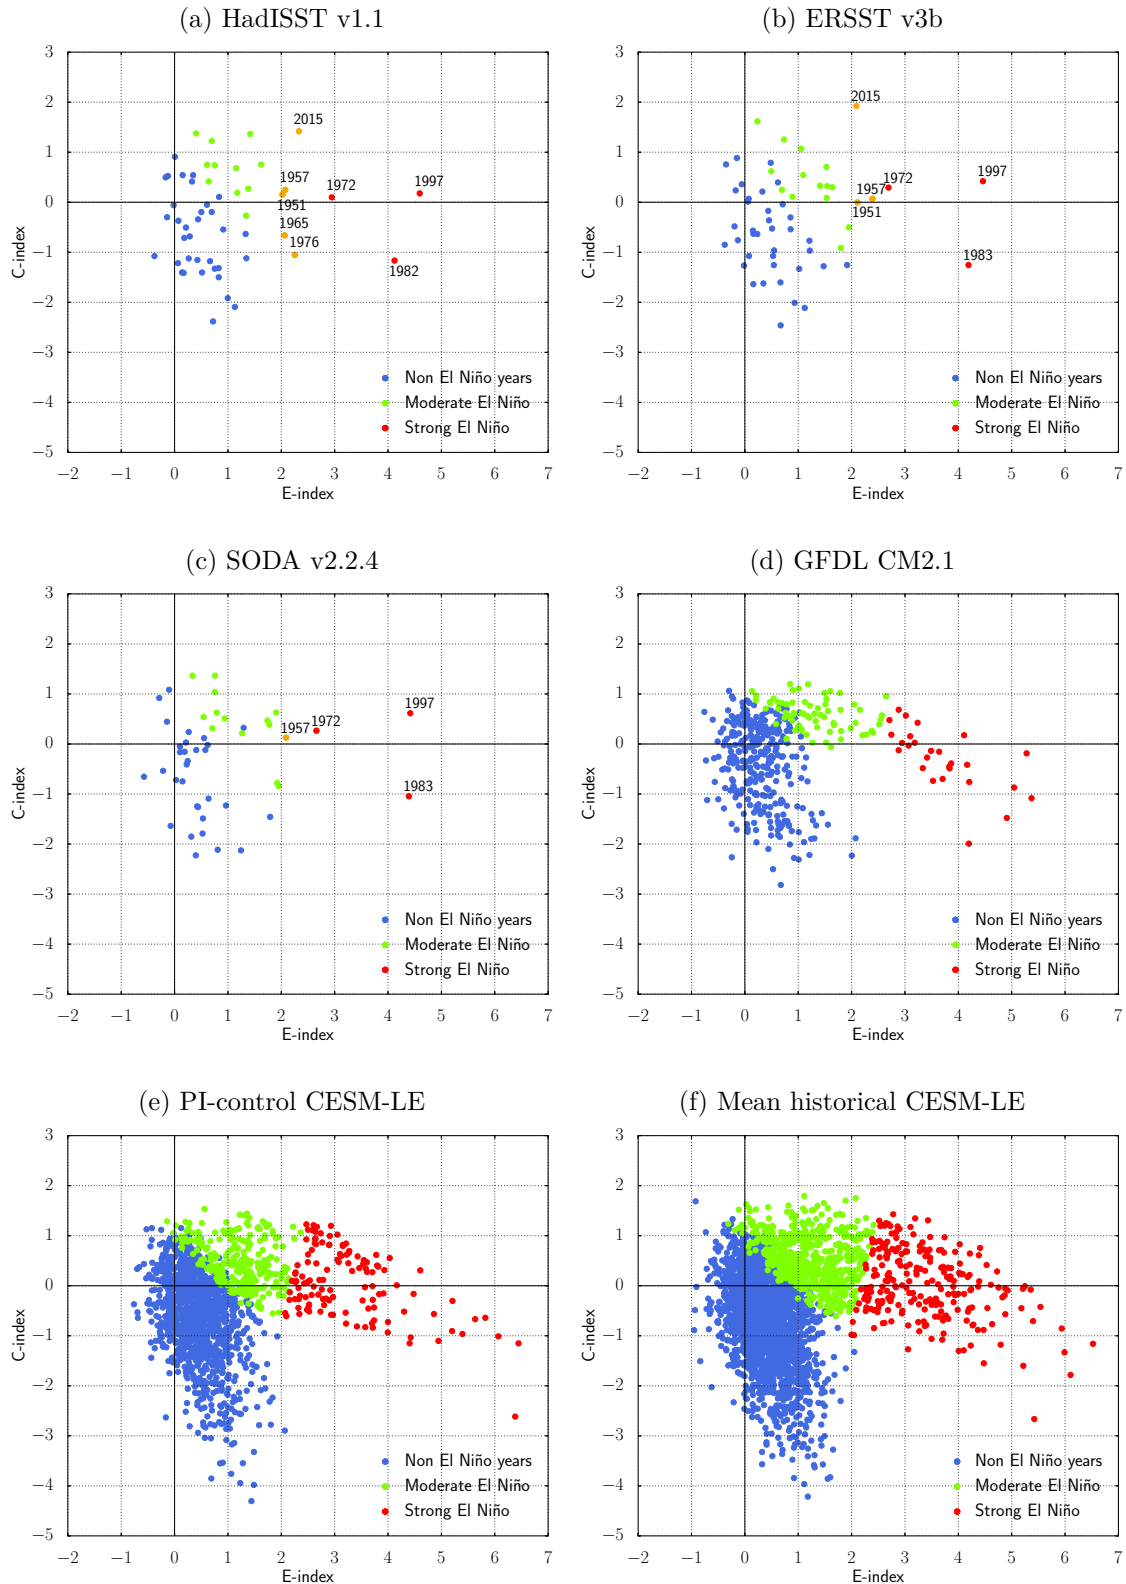 (a) HadISST v1.1
3
2
1
0
−1
−2
−3
−4
−5
C-index
2015
1957
1951
1972
1997
1965
1976
1982
Non El Niño years
Moderate El Niño
Strong El Niño
−2 −1 0 1 2 3 4 5 6 7
E-index
(b) ERSST v3b
3
2
1
0
−1
−2
−3
−4
−5
C-index
2015
1997
1972
1957
1951
1983
Non El Niño years
Moderate El Niño
Strong El Niño
−2 −1 0 1 2 3 4 5 6 7
E-index
(c) SODA v2.2.4
3
2
1
0
−1
−2
−3
−4
−5
C-index
1997
1957
1972
1983
Non El Niño years
Moderate El Niño
Strong El Niño
−2 −1 0 1 2 3 4 5 6 7
E-index
(d) GFDL CM2.1
3
2
1
0
−1
−2
−3
−4
−5
C-index
Non El Niño years
Moderate El Niño
Strong El Niño
−2 −1 0 1 2 3 4 5 6 7
E-index
(e) PI-control CESM-LE
3
2
1
0
−1
−2
−3
−4
−5
C-index
Non El Niño years
Moderate El Niño
Strong El Niño
−2 −1 0 1 2 3 4 5 6 7
E-index
(f) Mean historical CESM-LE
3
2
1
0
−1
−2
−3
−4
−5
C-index
Non El Niño years
Moderate El Niño
Strong El Niño
−2 −1 0 1 2 3 4 5 6 7
E-index